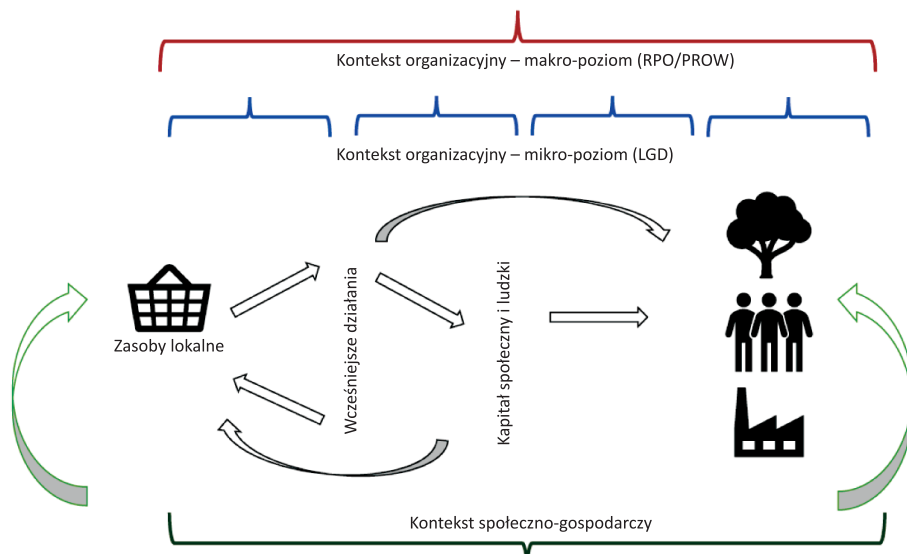 Kontekst organizacyjny – makro-poziom (RPO/PROW)
Kontekst organizacyjny – mikro-poziom (LGD)
Zasoby lokalne
Wcześniejsze działania
Kapitał społeczny i ludzki
Kontekst społeczno-gospodarczy